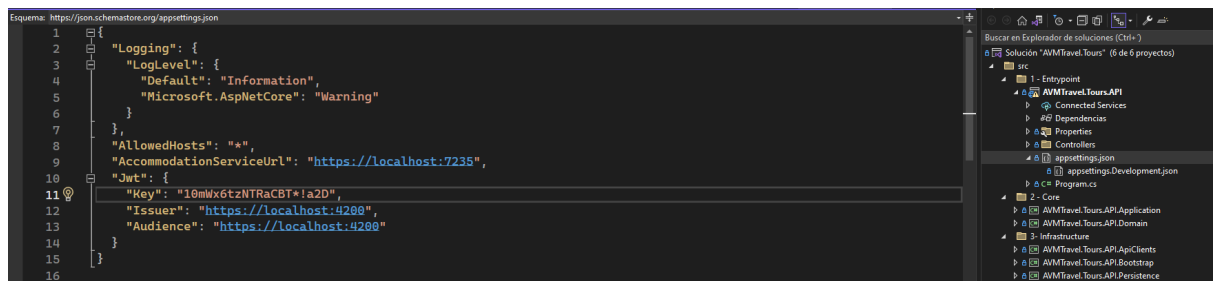 Esquema: https://json.schemastore.org/appsettings.json
1 {
2 "Logging": {
3 "LogLevel": {
4 "Default": "Information",
5 "Microsoft.AspNetCore": "Warning"
6 }
7 },
8 "AllowedHosts": "*",
9 "AccommodationServiceUrl": "https://localhost:7235",
10 "Jwt": {
11 "Key": "10mWx6tzNTRaCBT*!a2D",
12 "Issuer": "https://localhost:4200",
13 "Audience": "https://localhost:4200"
14 }
15 }
16
Buscar en Explorador de soluciones (Ctrl+')
Solución "AVMTravel.Tours" (6 de 6 proyectos)
src
1 - Entrypoint
AVMTravel.Tours.API
Connected Services
Dependencias
Properties
Controllers
appsettings.json
appsettings.Development.json
C# Program.cs
2 - Core
AVMTravel.Tours.API.Application
AVMTravel.Tours.API.Domain
3- Infrastructure
AVMTravel.Tours.API.ApiClients
AVMTravel.Tours.API.Bootstrap
AVMTravel.Tours.API.Persistence